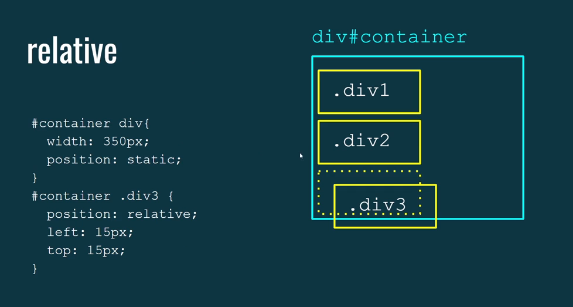 relative
#container div{
  width: 350px;
  position: static;
}
#container .div3 {
  position: relative;
  left: 15px;
  top: 15px;
}
div#container
.div1
.div2
.div3